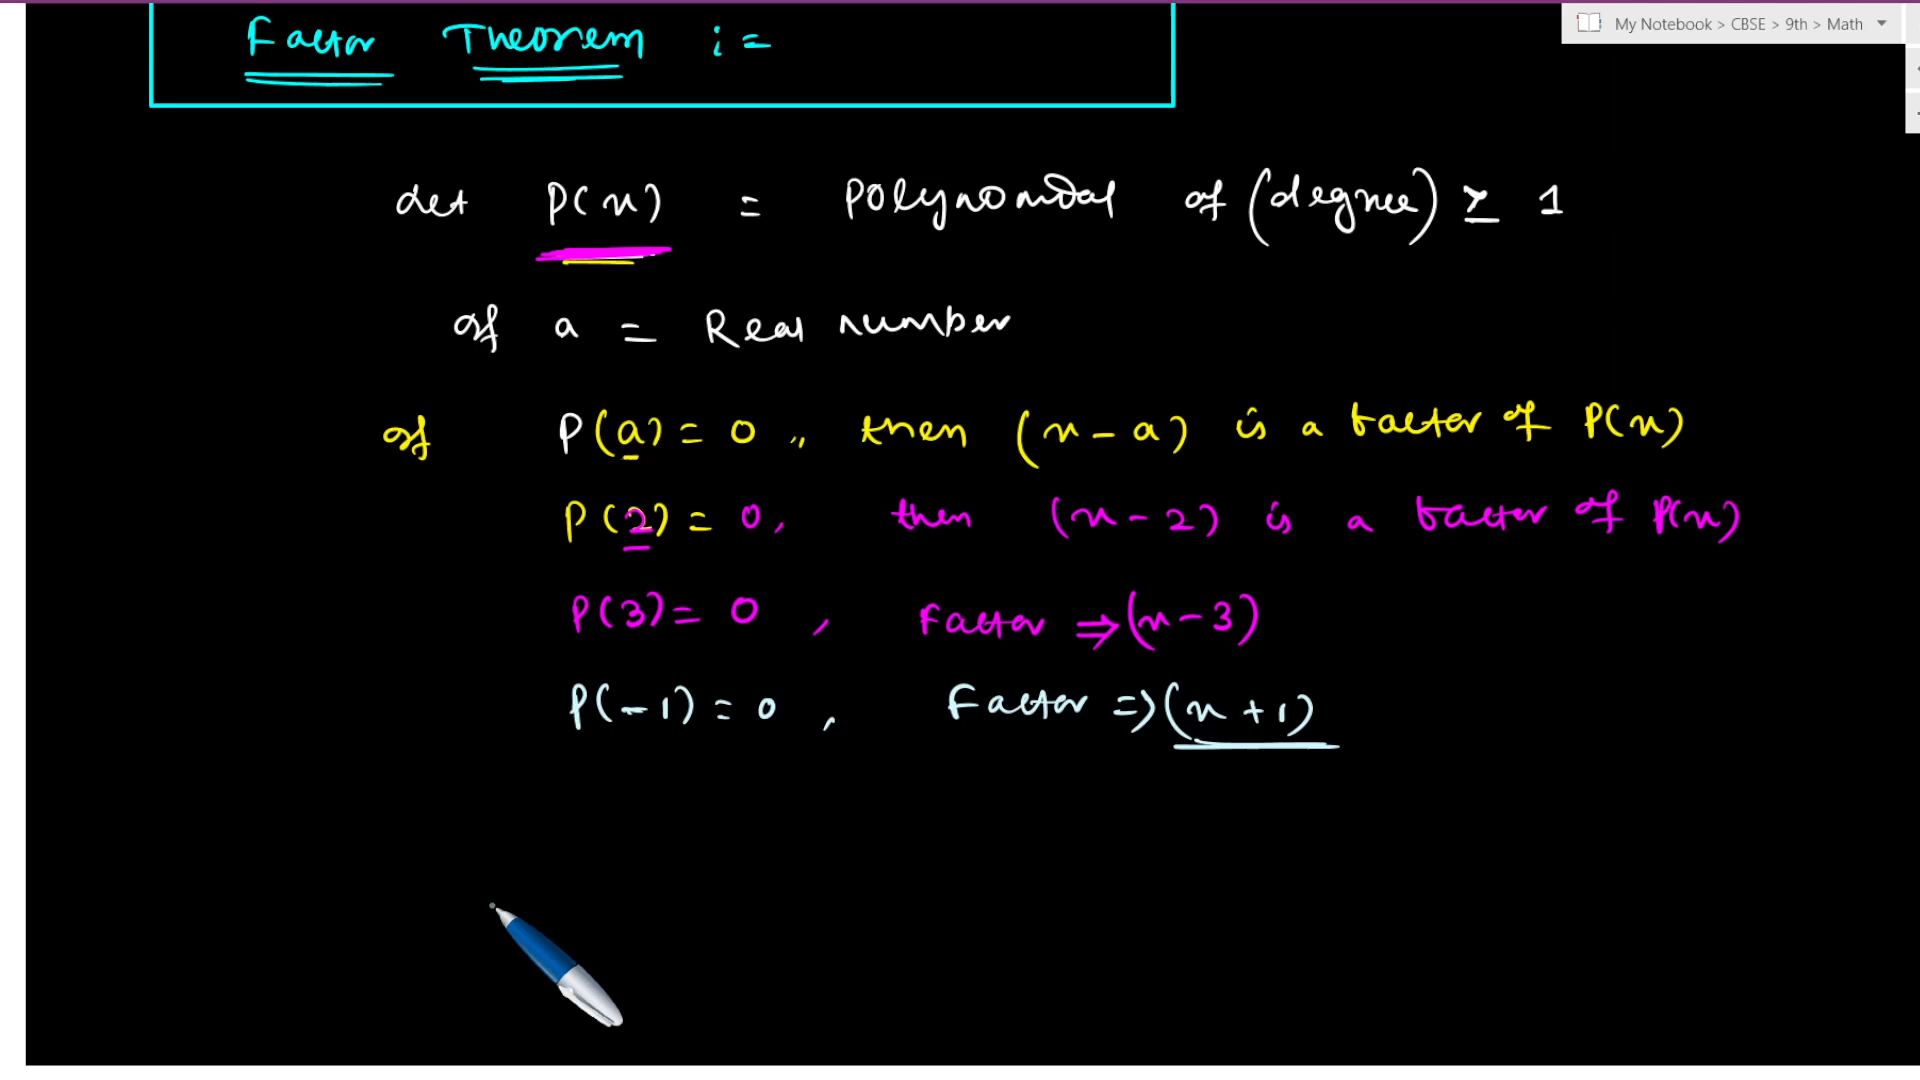 Factor Theorem :=
My Notebook > CBSE > 9th > Math
Let P(x) = Polynomial of (degree) ≥ 1
If a = Real number
If P(a) = 0, then (x - a) is a factor of P(x)
P(2) = 0, then (x - 2) is a factor of P(x)
P(3) = 0, Factor ⇒ (x - 3)
P(-1) = 0, Factor ⇒ (x + 1)